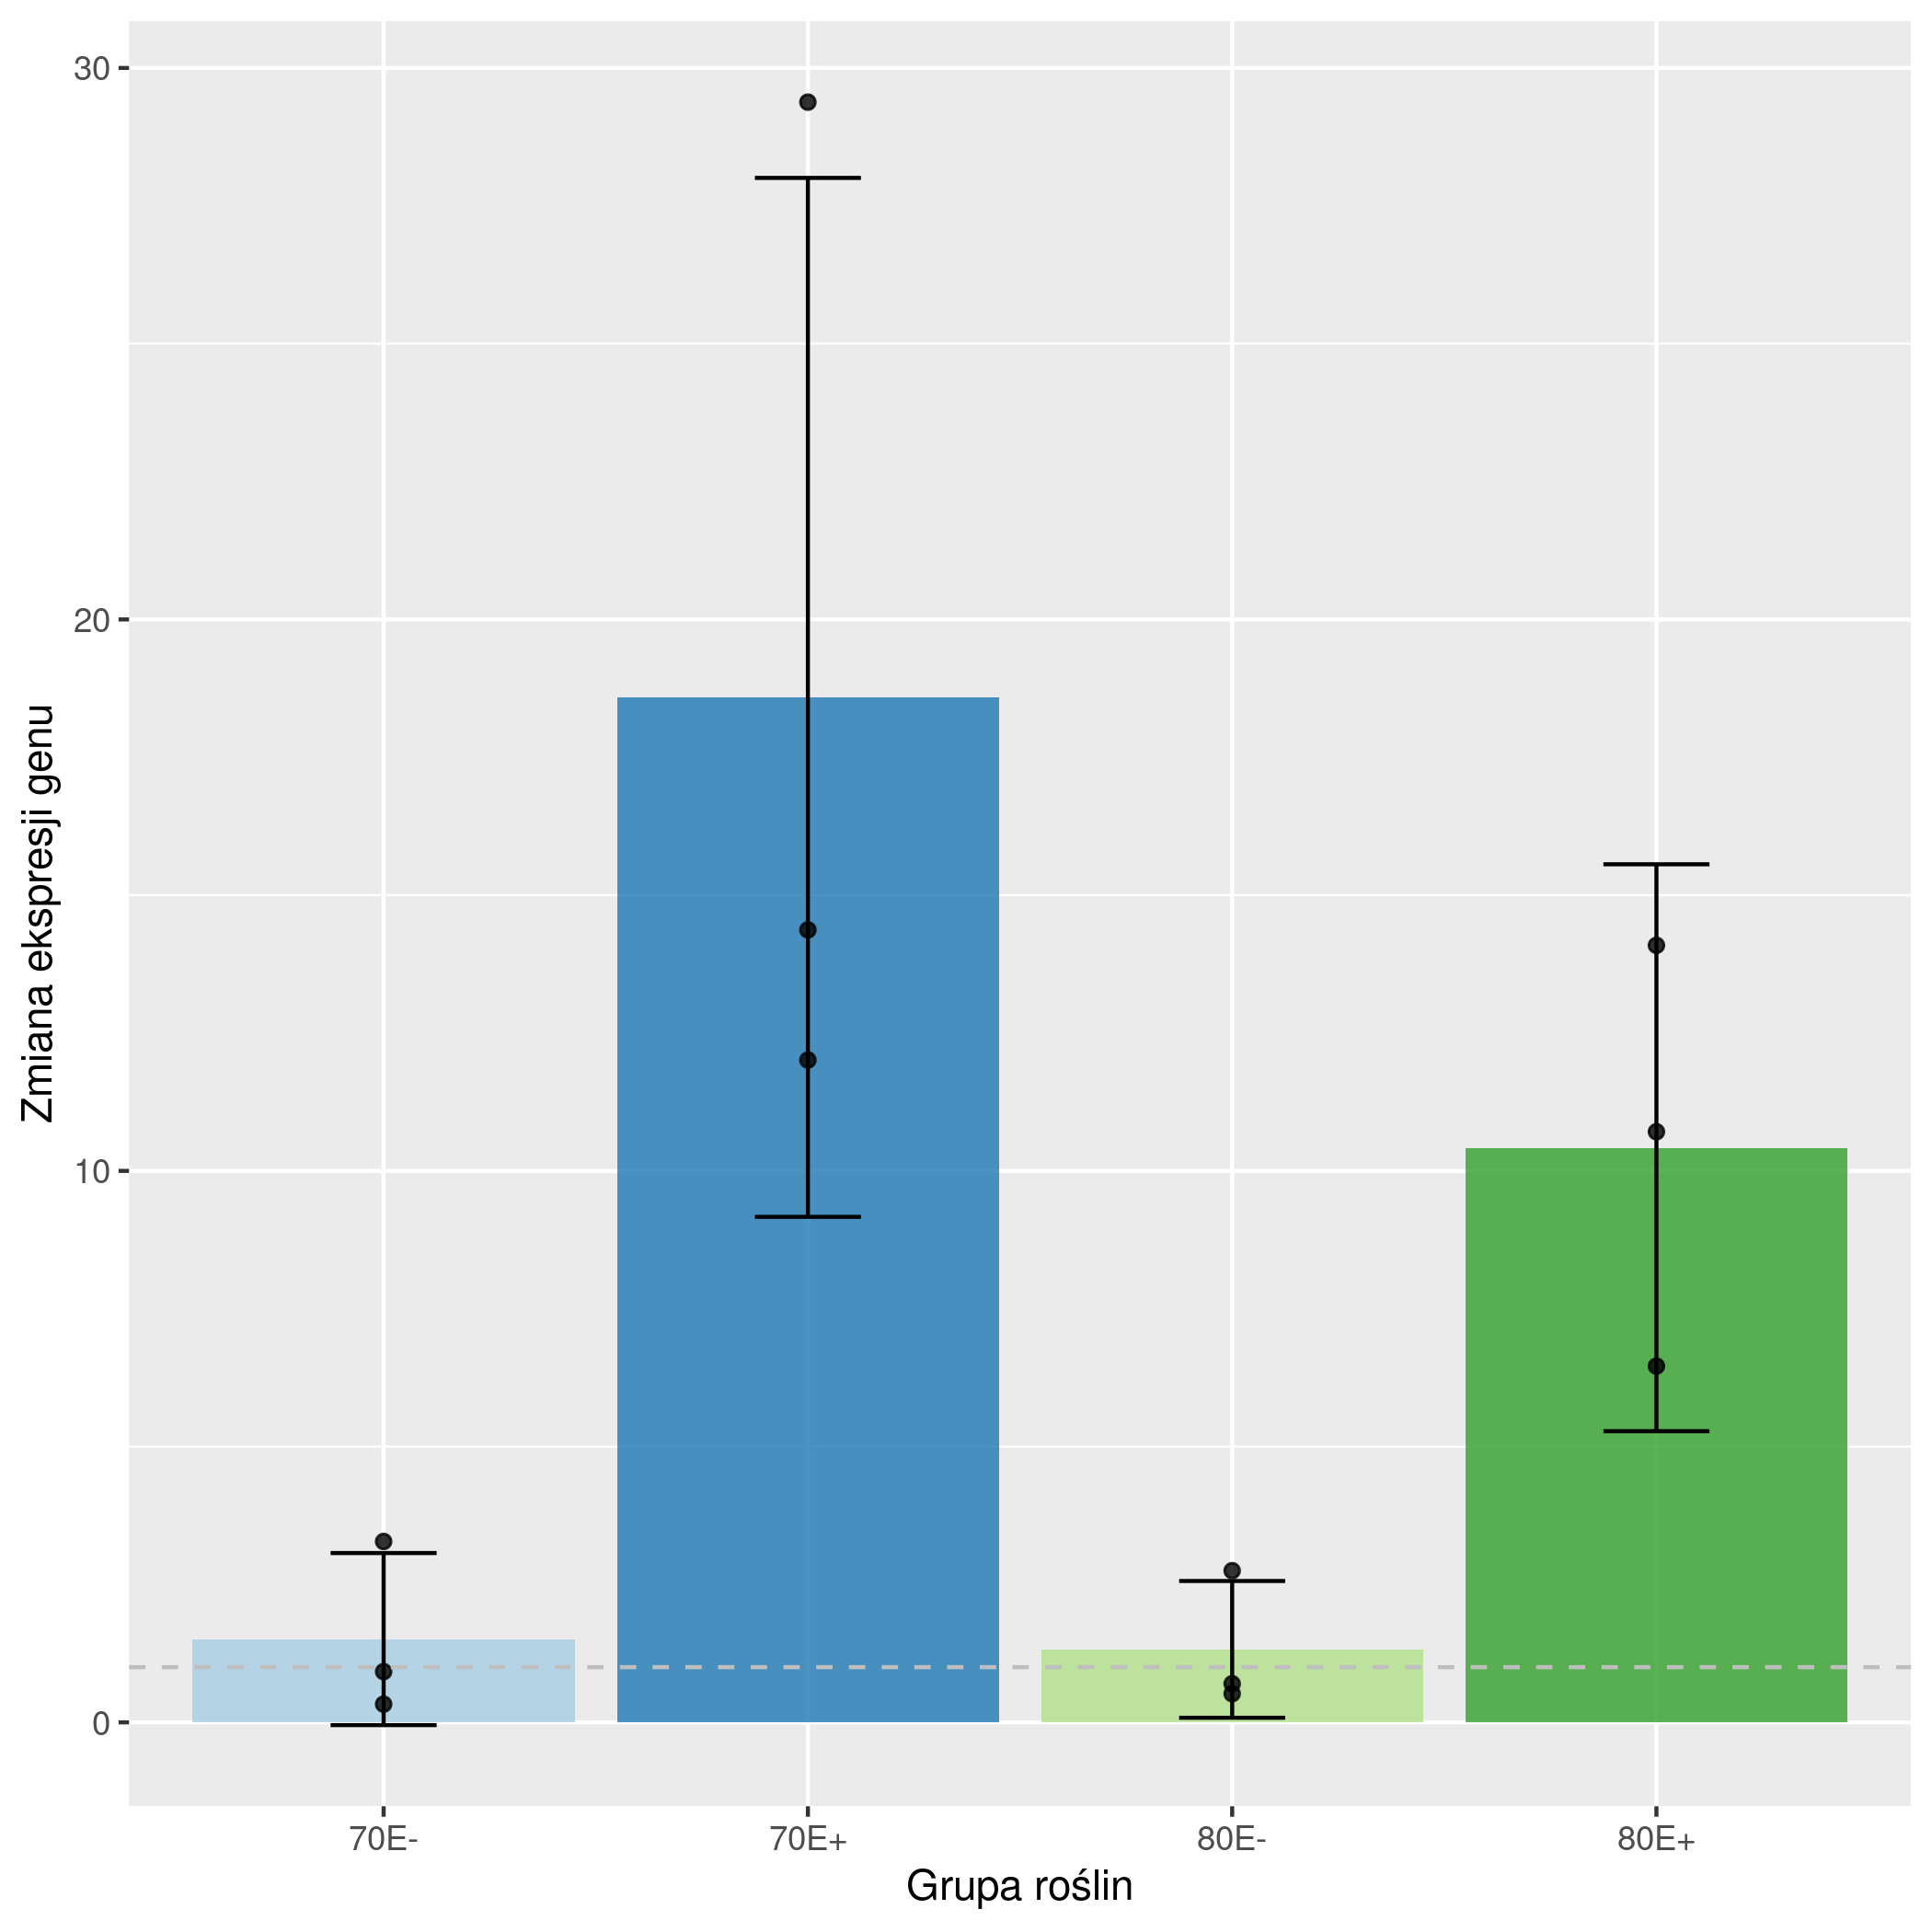 Zmiana ekspresji genu
30
20
10
0
70E-
70E+
80E-
80E+
Grupa roślin